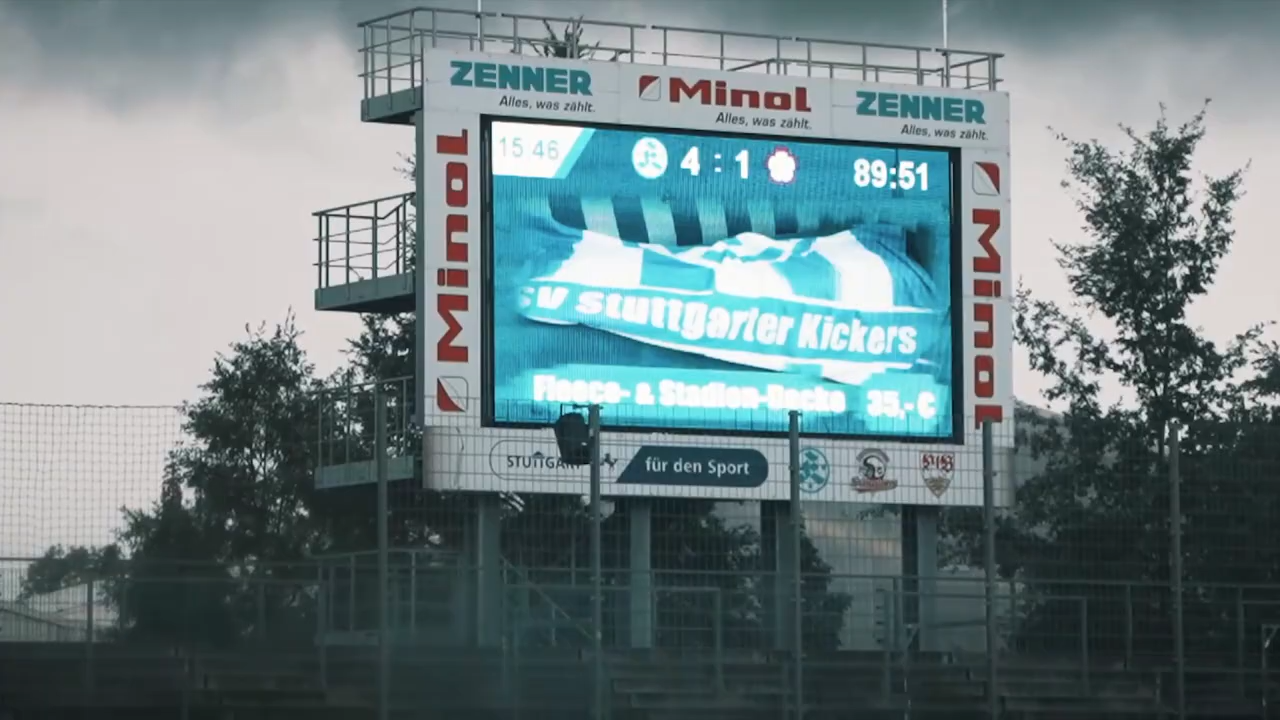 ZENNER
Alles, was zählt.
Minol
Alles, was zählt.
ZENNER
Alles, was zählt.
Minol
Minol
15 46
4 : 1
89:51
SV Stuttgarter Kickers
Fleece- & Stadion-Decke 35,- €
STUTTGART
für den Sport